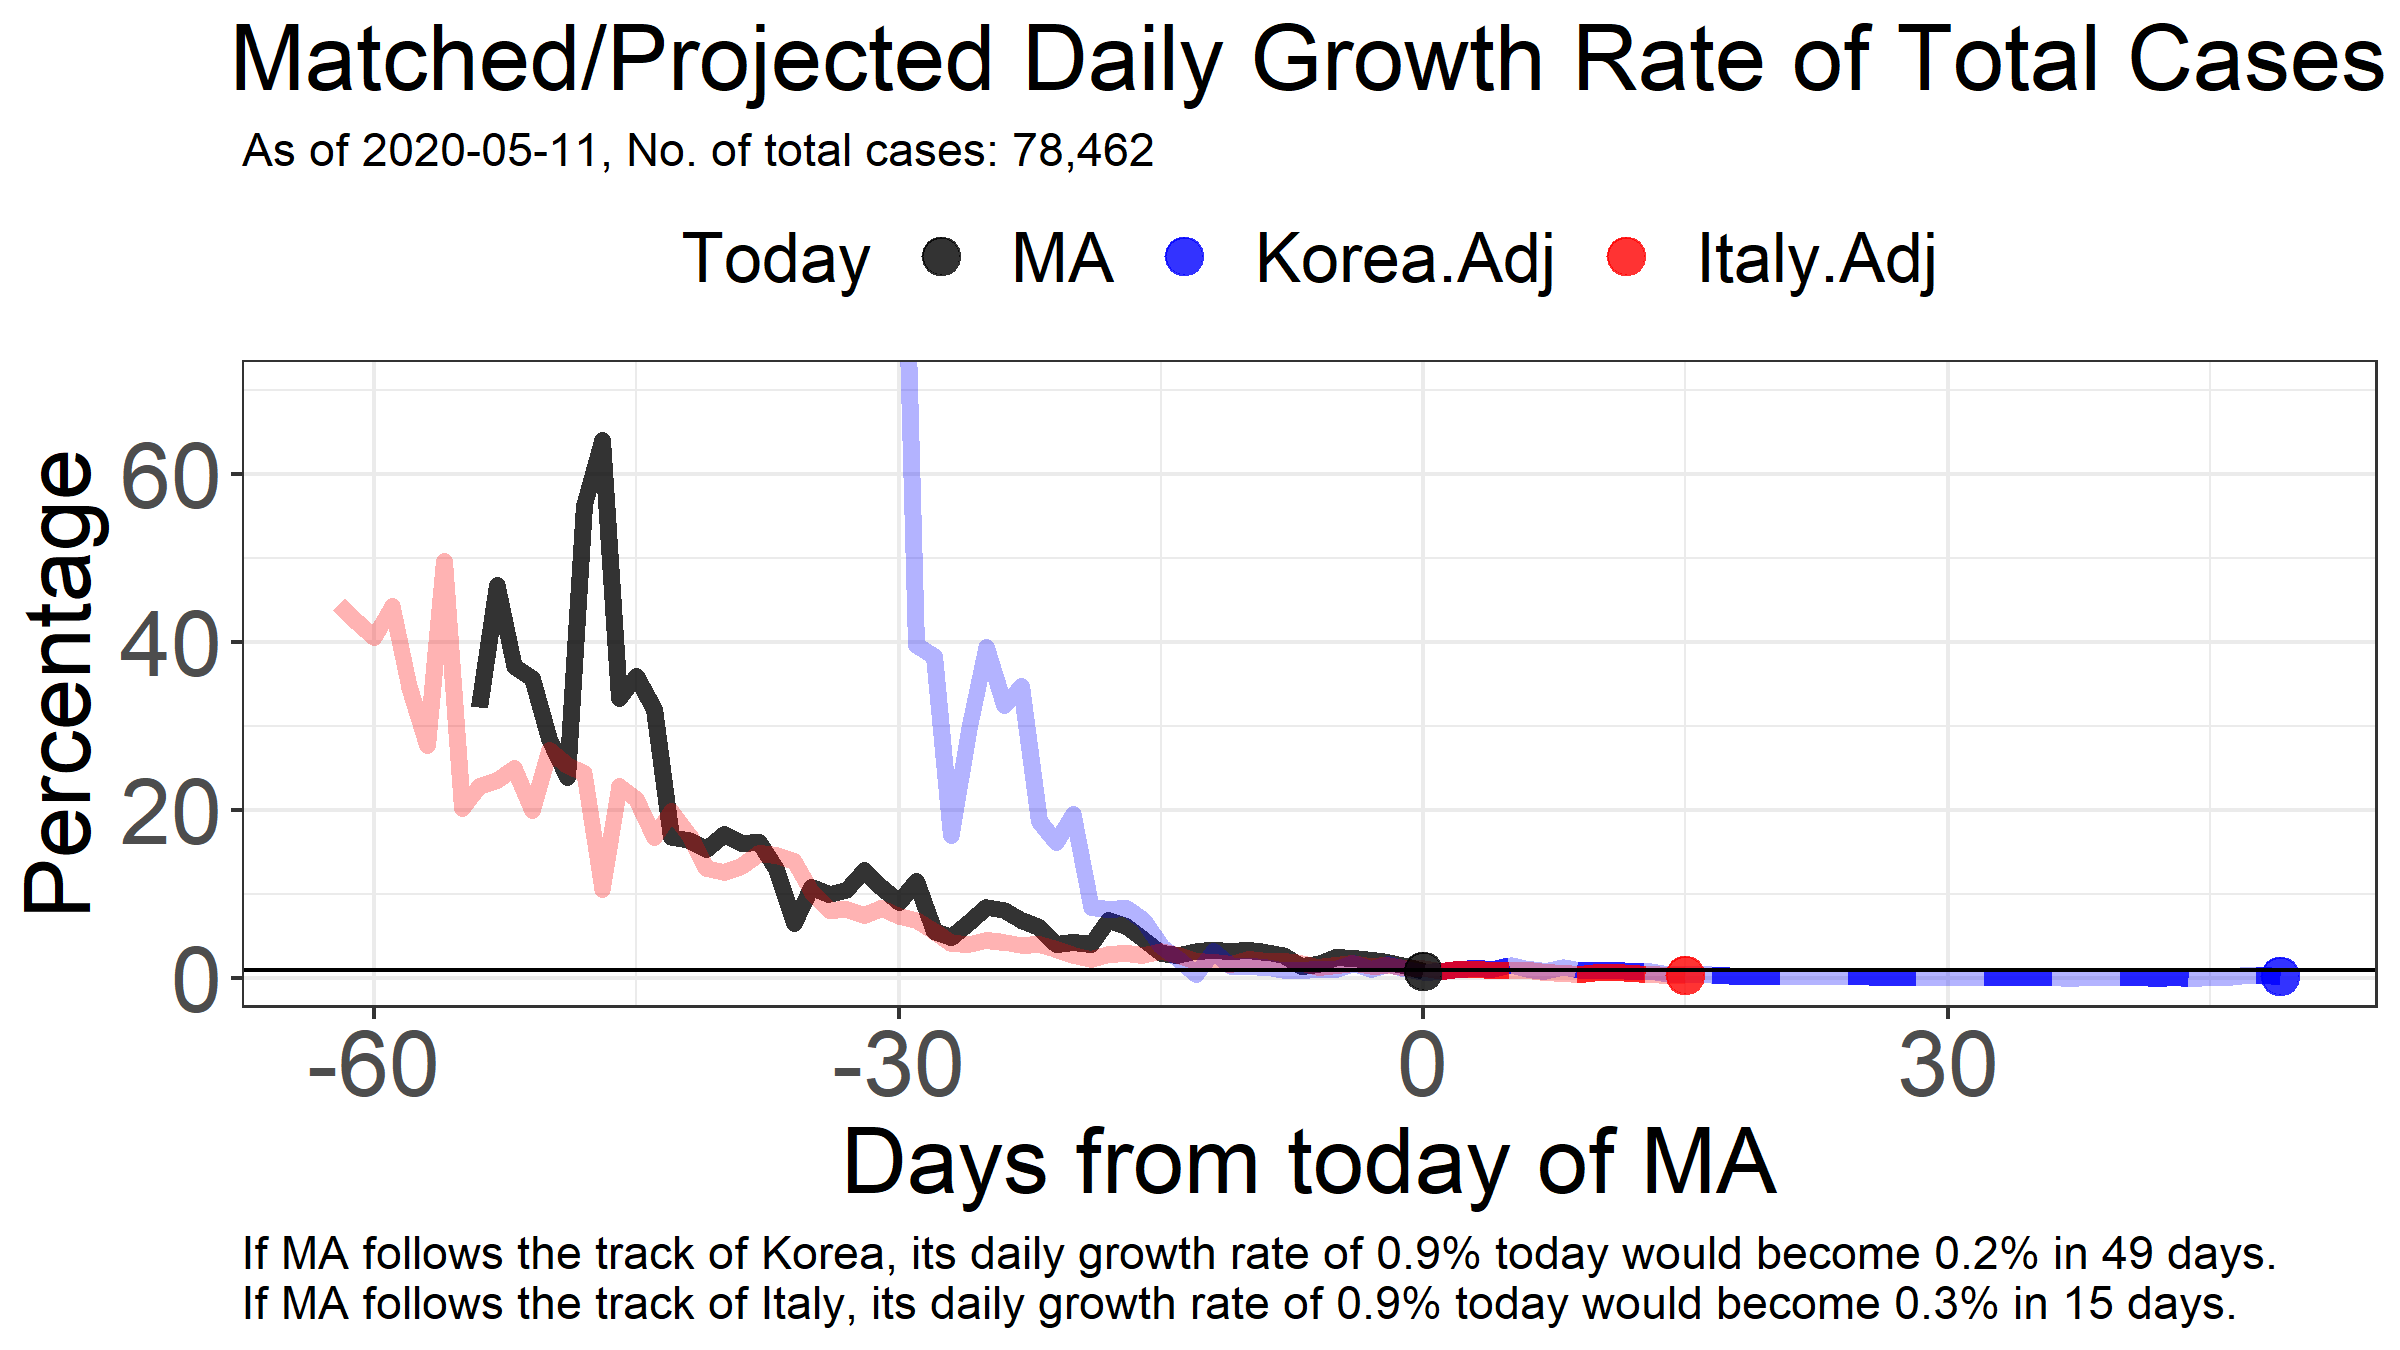 Matched/Projected Daily Growth Rate of Total Cases
As of 2020-05-11, No. of total cases: 78,462
Today MA Korea.Adj Italy.Adj
Percentage
60
40
20
0
-60 -30 0 30
Days from today of MA
If MA follows the track of Korea, its daily growth rate of 0.9% today would become 0.2% in 49 days.
If MA follows the track of Italy, its daily growth rate of 0.9% today would become 0.3% in 15 days.